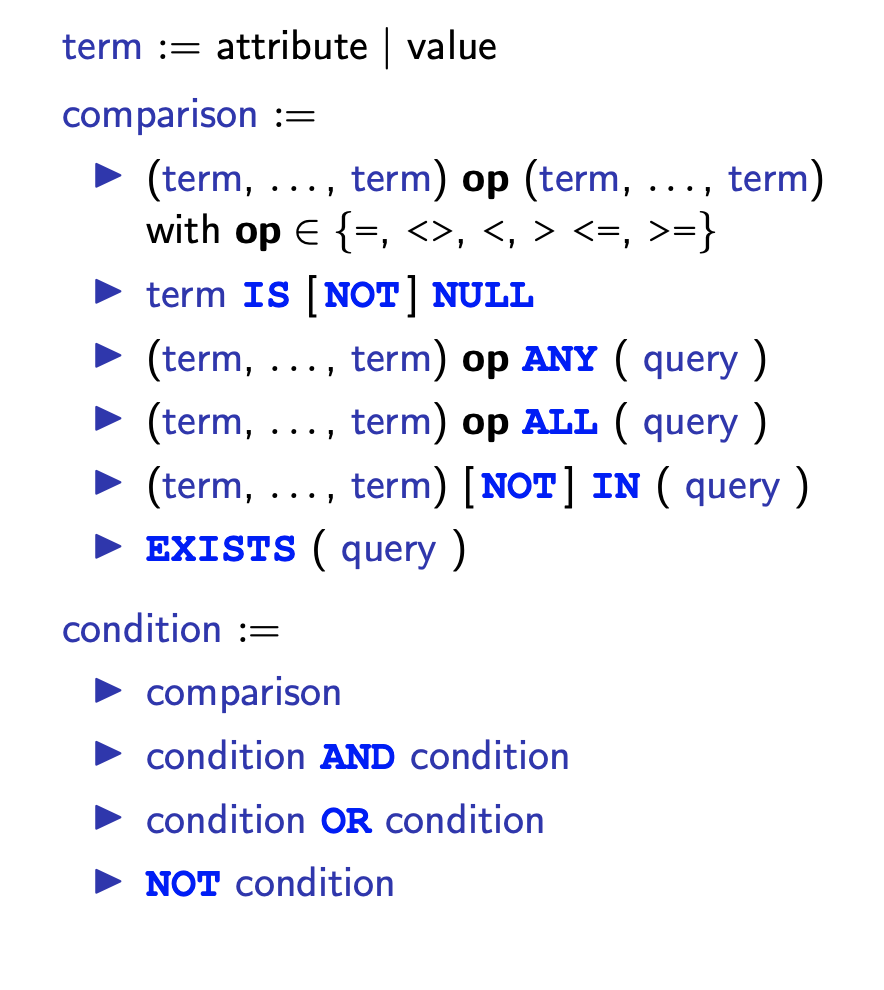 term := attribute | value
comparison :=
▶ (term, ..., term) op (term, ..., term)
with op ∈ {=, <>, <, > <=, >=}
▶ term IS [NOT] NULL
▶ (term, ..., term) op ANY ( query )
▶ (term, ..., term) op ALL ( query )
▶ (term, ..., term) [NOT] IN ( query )
▶ EXISTS ( query )
condition :=
▶ comparison
▶ condition AND condition
▶ condition OR condition
▶ NOT condition